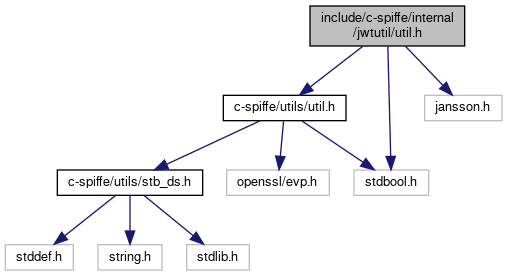 include/c-spiffe/internal
/jwtutil/util.h
c-spiffe/utils/util.h
jansson.h
c-spiffe/utils/stb_ds.h
openssl/evp.h
stdbool.h
stddef.h
string.h
stdlib.h